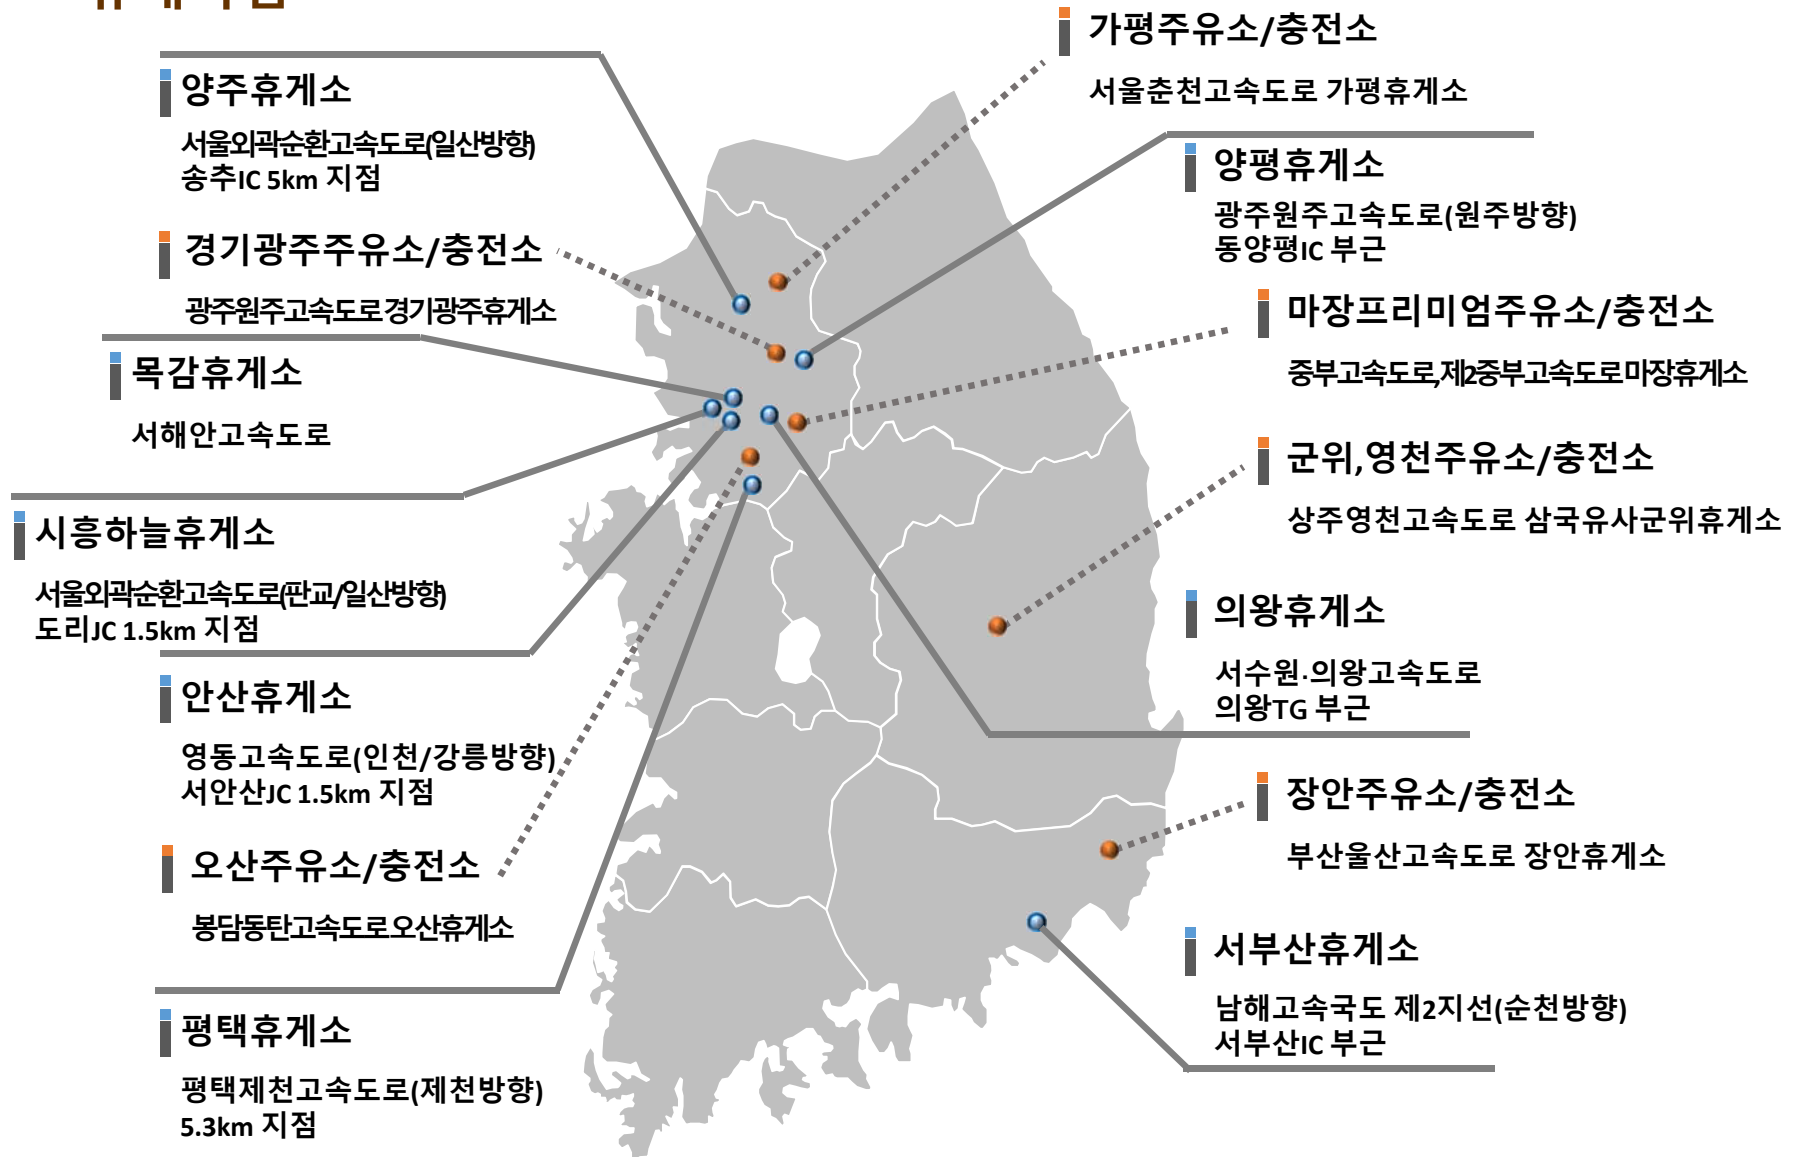 양주휴게소
서울외곽순환고속도로(일산방향)
송추IC 5km 지점
경기광주주유소/충전소
광주원주고속도로 경기광주휴게소
목감휴게소
서해안고속도로
시흥하늘휴게소
서울외곽순환고속도로(판교/일산방향)
도리JC 1.5km 지점
안산휴게소
영동고속도로(인천/강릉방향)
서안산JC 1.5km 지점
오산주유소/충전소
봉담동탄고속도로 오산휴게소
평택휴게소
평택제천고속도로(제천방향)
5.3km 지점
가평주유소/충전소
서울춘천고속도로 가평휴게소
양평휴게소
광주원주고속도로(원주방향)
동양평IC 부근
마장프리미엄주유소/충전소
중부고속도로,제2중부고속도로 마장휴게소
군위,영천주유소/충전소
상주영천고속도로 삼국유사군위휴게소
의왕휴게소
서수원·의왕고속도로
의왕TG 부근
장안주유소/충전소
부산울산고속도로 장안휴게소
서부산휴게소
남해고속국도 제2지선(순천방향)
서부산IC 부근